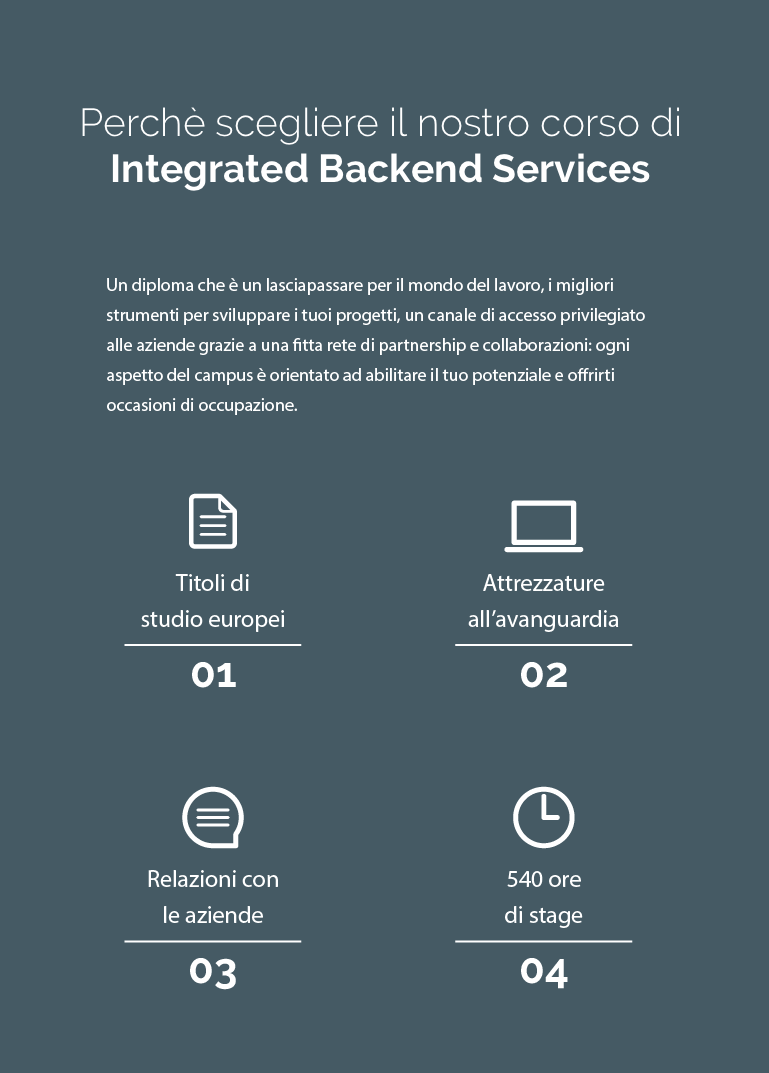 Perchè scegliere il nostro corso di
Integrated Backend Services
Un diploma che è un lasciapassare per il mondo del lavoro, i migliori
strumenti per sviluppare i tuoi progetti, un canale di accesso privilegiato
alle aziende grazie a una fitta rete di partnership e collaborazioni: ogni
aspetto del campus è orientato ad abilitare il tuo potenziale e offrirti
occasioni di occupazione.
Titoli di
studio europei
01
Attrezzature
all’avanguardia
02
Relazioni con
le aziende
03
540 ore
di stage
04